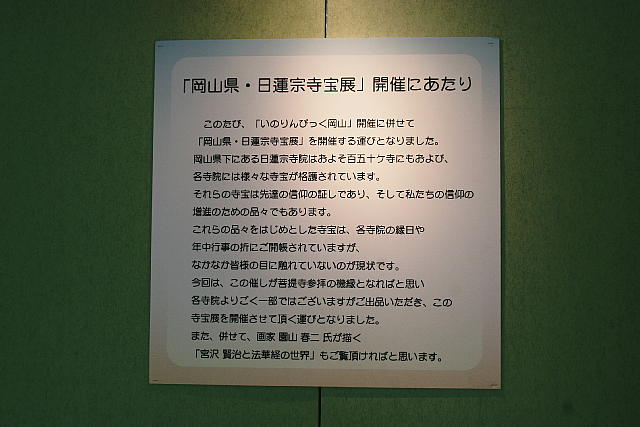 「岡山県・日蓮宗寺宝展」開催にあたり
このたび、「いのりんぴっく岡山」開催に併せて
「岡山県・日蓮宗寺宝展」を開催する運びとなりました。
岡山県下にある日蓮宗寺院はおよそ百五十ケ寺にもおよび、
各寺院には様々な寺宝が格護されています。
それらの寺宝は先達の信仰の証しであり、そして私たちの信仰の
増進のための品々でもあります。
これらの品々をはじめとした寺宝は、各寺院の縁日や
年中行事の折にご開帳されていますが、
なかなか皆様の目に触れていないのが現状です。
今回は、この催しが菩提寺参拝の機縁となればと思い
各寺院よりごく一部ではございますがご出品いただき、この
寺宝展を開催させて頂く運びとなりました。
また、併せて、画家 園山 春二 氏が描く
「宮沢 賢治と法華経の世界」もご覧頂ければと思います。